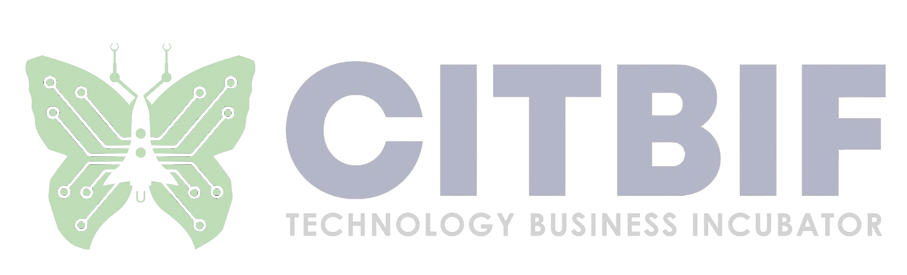 CITBIF
TECHNOLOGY BUSINESS INCUBATOR